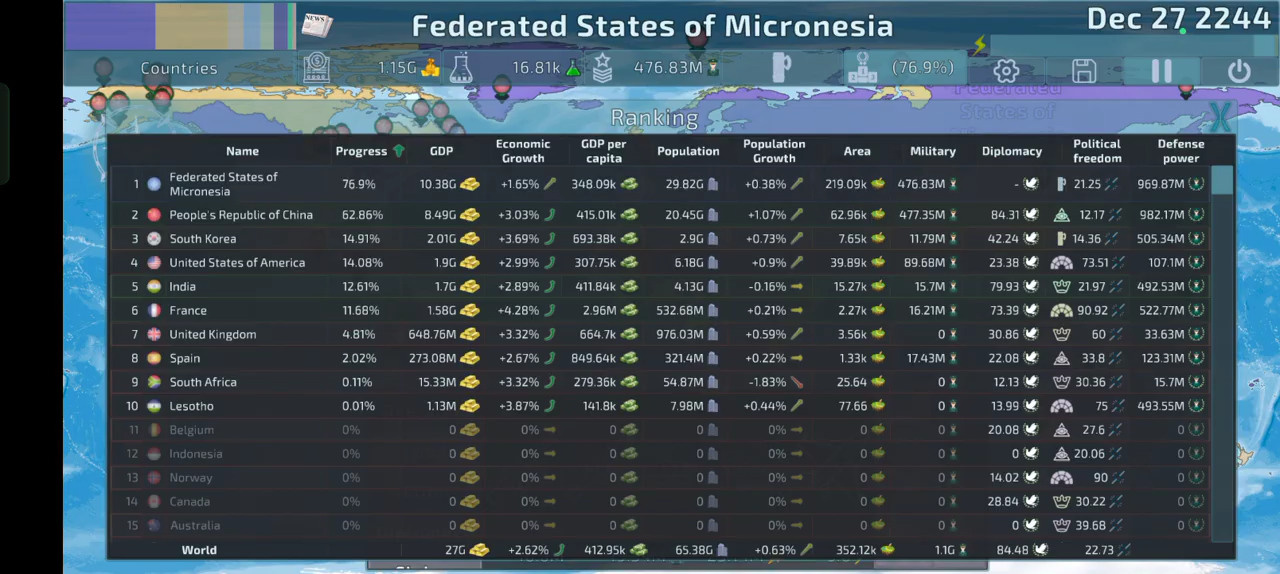 NEWS
Federated States of Micronesia
Dec 27 2244
Countries
1.15G
16.81k
476.83M
(76.9%)
Federated
States of
Ranking
X
Name Progress GDP Economic Growth GDP per capita Population Population Growth Area Military Diplomacy Political freedom Defense power
1 Federated States of Micronesia 76.9% 10.38G +1.65% 348.09k 29.82G +0.38% 219.09k 476.83M - 21.25 969.87M
2 People's Republic of China 62.86% 8.49G +3.03% 415.01k 20.45G +1.07% 62.96k 477.35M 84.31 12.17 982.17M
3 South Korea 14.91% 2.01G +3.69% 693.38k 2.9G +0.73% 7.65k 11.79M 42.24 14.36 505.34M
4 United States of America 14.08% 1.9G +2.99% 307.75k 6.18G +0.9% 39.89k 89.68M 23.38 73.51 107.1M
5 India 12.61% 1.7G +2.89% 411.84k 4.13G -0.16% 15.27k 15.7M 79.93 21.97 492.53M
6 France 11.68% 1.58G +4.28% 2.96M 532.68M +0.21% 2.27k 16.21M 73.39 90.92 522.77M
7 United Kingdom 4.81% 648.76M +3.32% 664.7k 976.03M +0.59% 3.56k 0 30.86 60 33.63M
8 Spain 2.02% 273.08M +2.67% 849.64k 321.4M +0.22% 1.33k 17.43M 22.08 33.8 123.31M
9 South Africa 0.11% 15.33M +3.32% 279.36k 54.87M -1.83% 25.64 0 12.13 30.36 15.7M
10 Lesotho 0.01% 1.13M +3.87% 141.8k 7.98M +0.44% 77.66 0 13.99 75 493.55M
11 Belgium 0% 0 0% 0 0 0% 0 0 20.08 27.6 0
12 Indonesia 0% 0 0% 0 0 0% 0 0 0 20.06 0
13 Norway 0% 0 0% 0 0 0% 0 0 14.02 90 0
14 Canada 0% 0 0% 0 0 0% 0 0 28.84 30.22 0
15 Australia 0% 0 0% 0 0 0% 0 0 0 39.68 0
World 27G +2.62% 412.95k 65.38G +0.63% 352.12k 1.1G 84.48 22.73